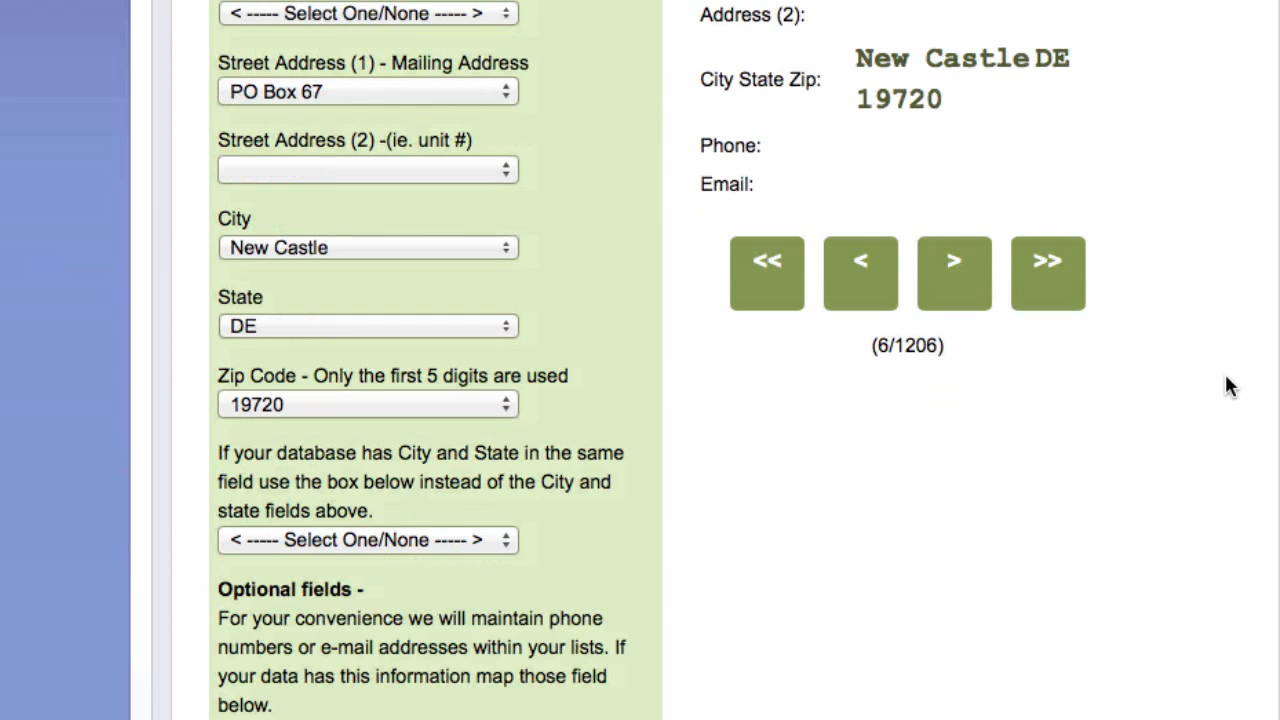 < ----- Select One/None ----- >
Street Address (1) - Mailing Address
PO Box 67
Street Address (2) -(ie. unit #)
City
New Castle
State
DE
Zip Code - Only the first 5 digits are used
19720
If your database has City and State in the same
field use the box below instead of the City and
state fields above.
< ----- Select One/None ----- >
Optional fields -
For your convenience we will maintain phone
numbers or e-mail addresses within your lists. If
your data has this information map those field
below.
Address (2):
City State Zip:
New Castle DE
19720
Phone:
Email:
<< < > >>
(6/1206)